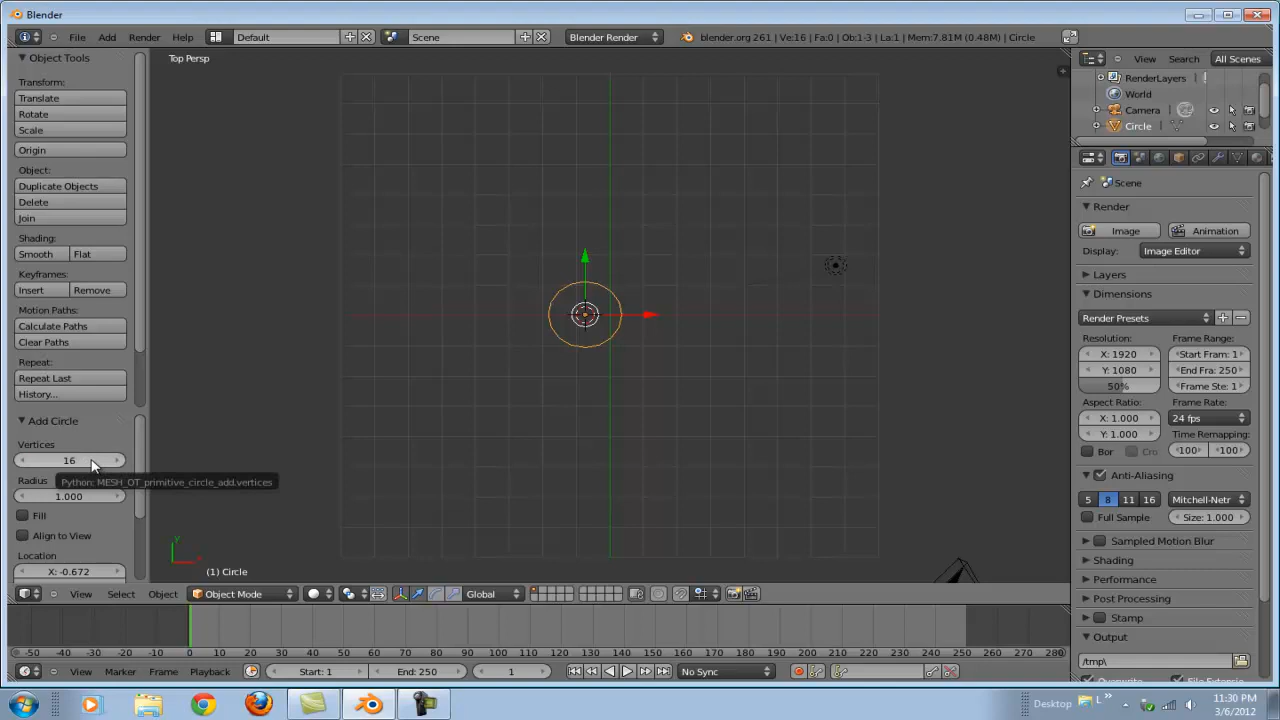 Blender
File Add Render Help Default Scene Blender Render blender.org 261 | Ve:16 | Fa:0 | Ob:1-3 | La:1 | Mem:7.81M (0.48M) | Circle
Object Tools
Transform:
Translate
Rotate
Scale
Origin
Object:
Duplicate Objects
Delete
Join
Shading:
Smooth Flat
Keyframes:
Insert Remove
Motion Paths:
Calculate Paths
Clear Paths
Repeat:
Repeat Last
History...
Add Circle
Vertices
16
Python: MESH_OT_primitive_circle_add.vertices
Radius
1.000
Fill
Align to View
Location
X: -0.672
Top Persp
Y
(1) Circle
View Select Object Object Mode Global
View Search All Scenes
RenderLayers
World
Camera
Circle
Scene
Render
Image Animation
Display: Image Editor
Layers
Dimensions
Render Presets
Resolution: Frame Range:
X: 1920 Start Fram: 1
Y: 1080 End Fra: 250
50% Frame Ste: 1
Aspect Ratio: Frame Rate:
X: 1.000 24 fps
Y: 1.000 Time Remapping:
Bor Cro 100 100
Anti-Aliasing
5 8 11 16 Mitchell-Netr
Full Sample Size: 1.000
Sampled Motion Blur
Shading
Performance
Post Processing
Stamp
Output
/tmp\
Overwrite File Extensio
-50 -40 -30 -20 -10 0 10 20 30 40 50 60 70 80 90 100 110 120 130 140 150 160 170 180 190 200 210 220 230 240 250 260 270 280
View Marker Frame Playback Start: 1 End: 250 1 No Sync
Desktop L » 11:30 PM
3/6/2012